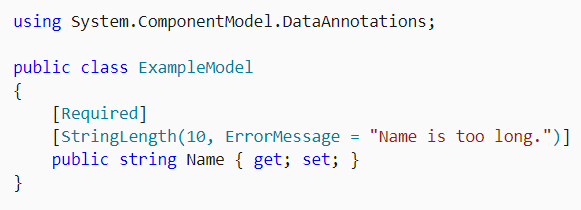 using System.ComponentModel.DataAnnotations;
public class ExampleModel
{
[Required]
[StringLength(10, ErrorMessage = "Name is too long.")]
public string Name { get; set; }
}